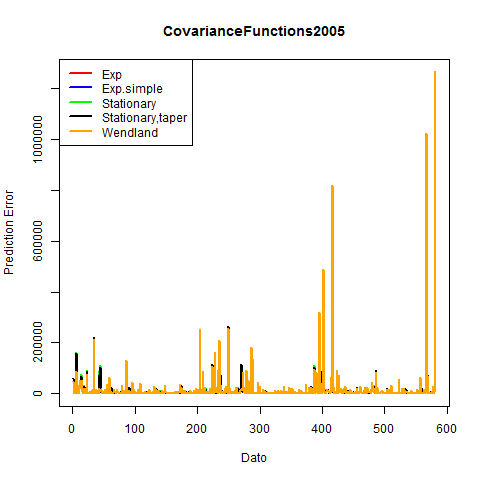 CovarianceFunctions2005
Exp
Exp.simple
Stationary
Stationary,taper
Wendland
Prediction Error
0
200000
600000
1000000
0
100
200
300
400
500
600
Dato